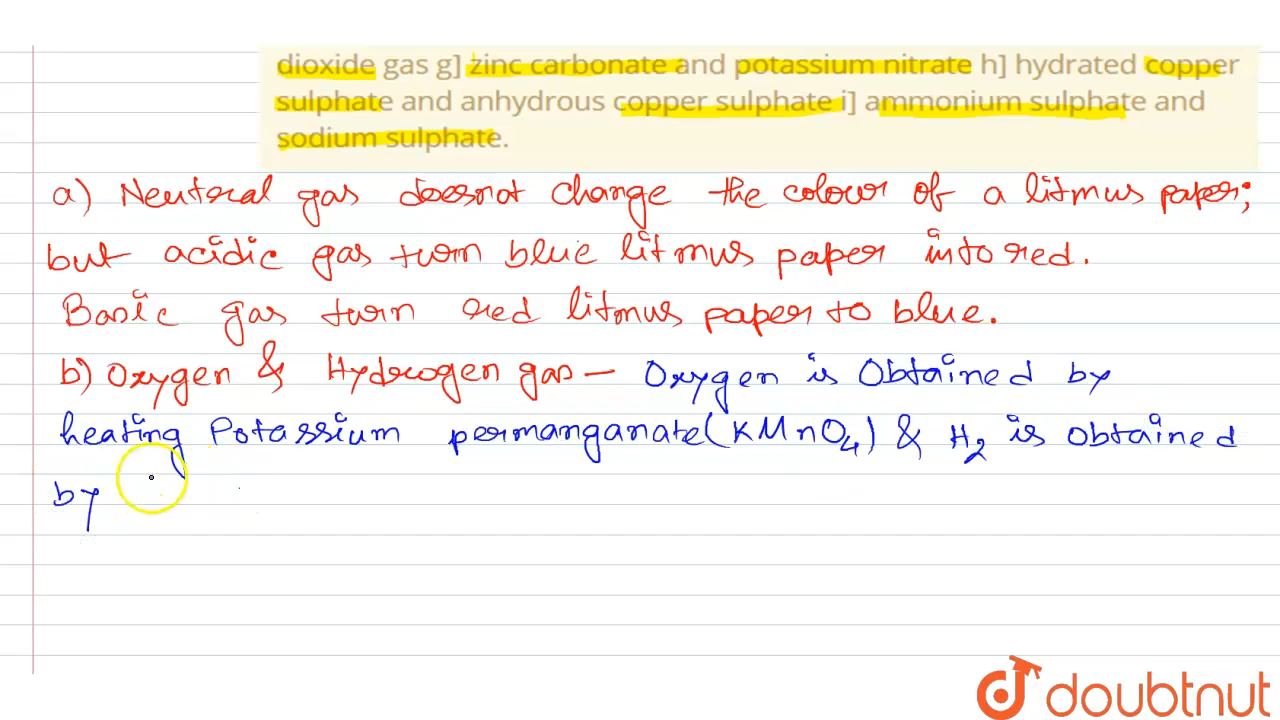 dioxide gas g] zinc carbonate and potassium nitrate h] hydrated copper
sulphate and anhydrous copper sulphate i] ammonium sulphate and
sodium sulphate.
a) Neuteral gas doesnot change the colour of a litmus paper;
but acidic gas turn blue litmus paper into red.
Basic gas turn red litmus paper to blue.
b) Oxygen & Hydrogen gas - Oxygen is Obtained by
heating Potassium permanganate (KMnO4) & H2 is obtained
by
doubtnut